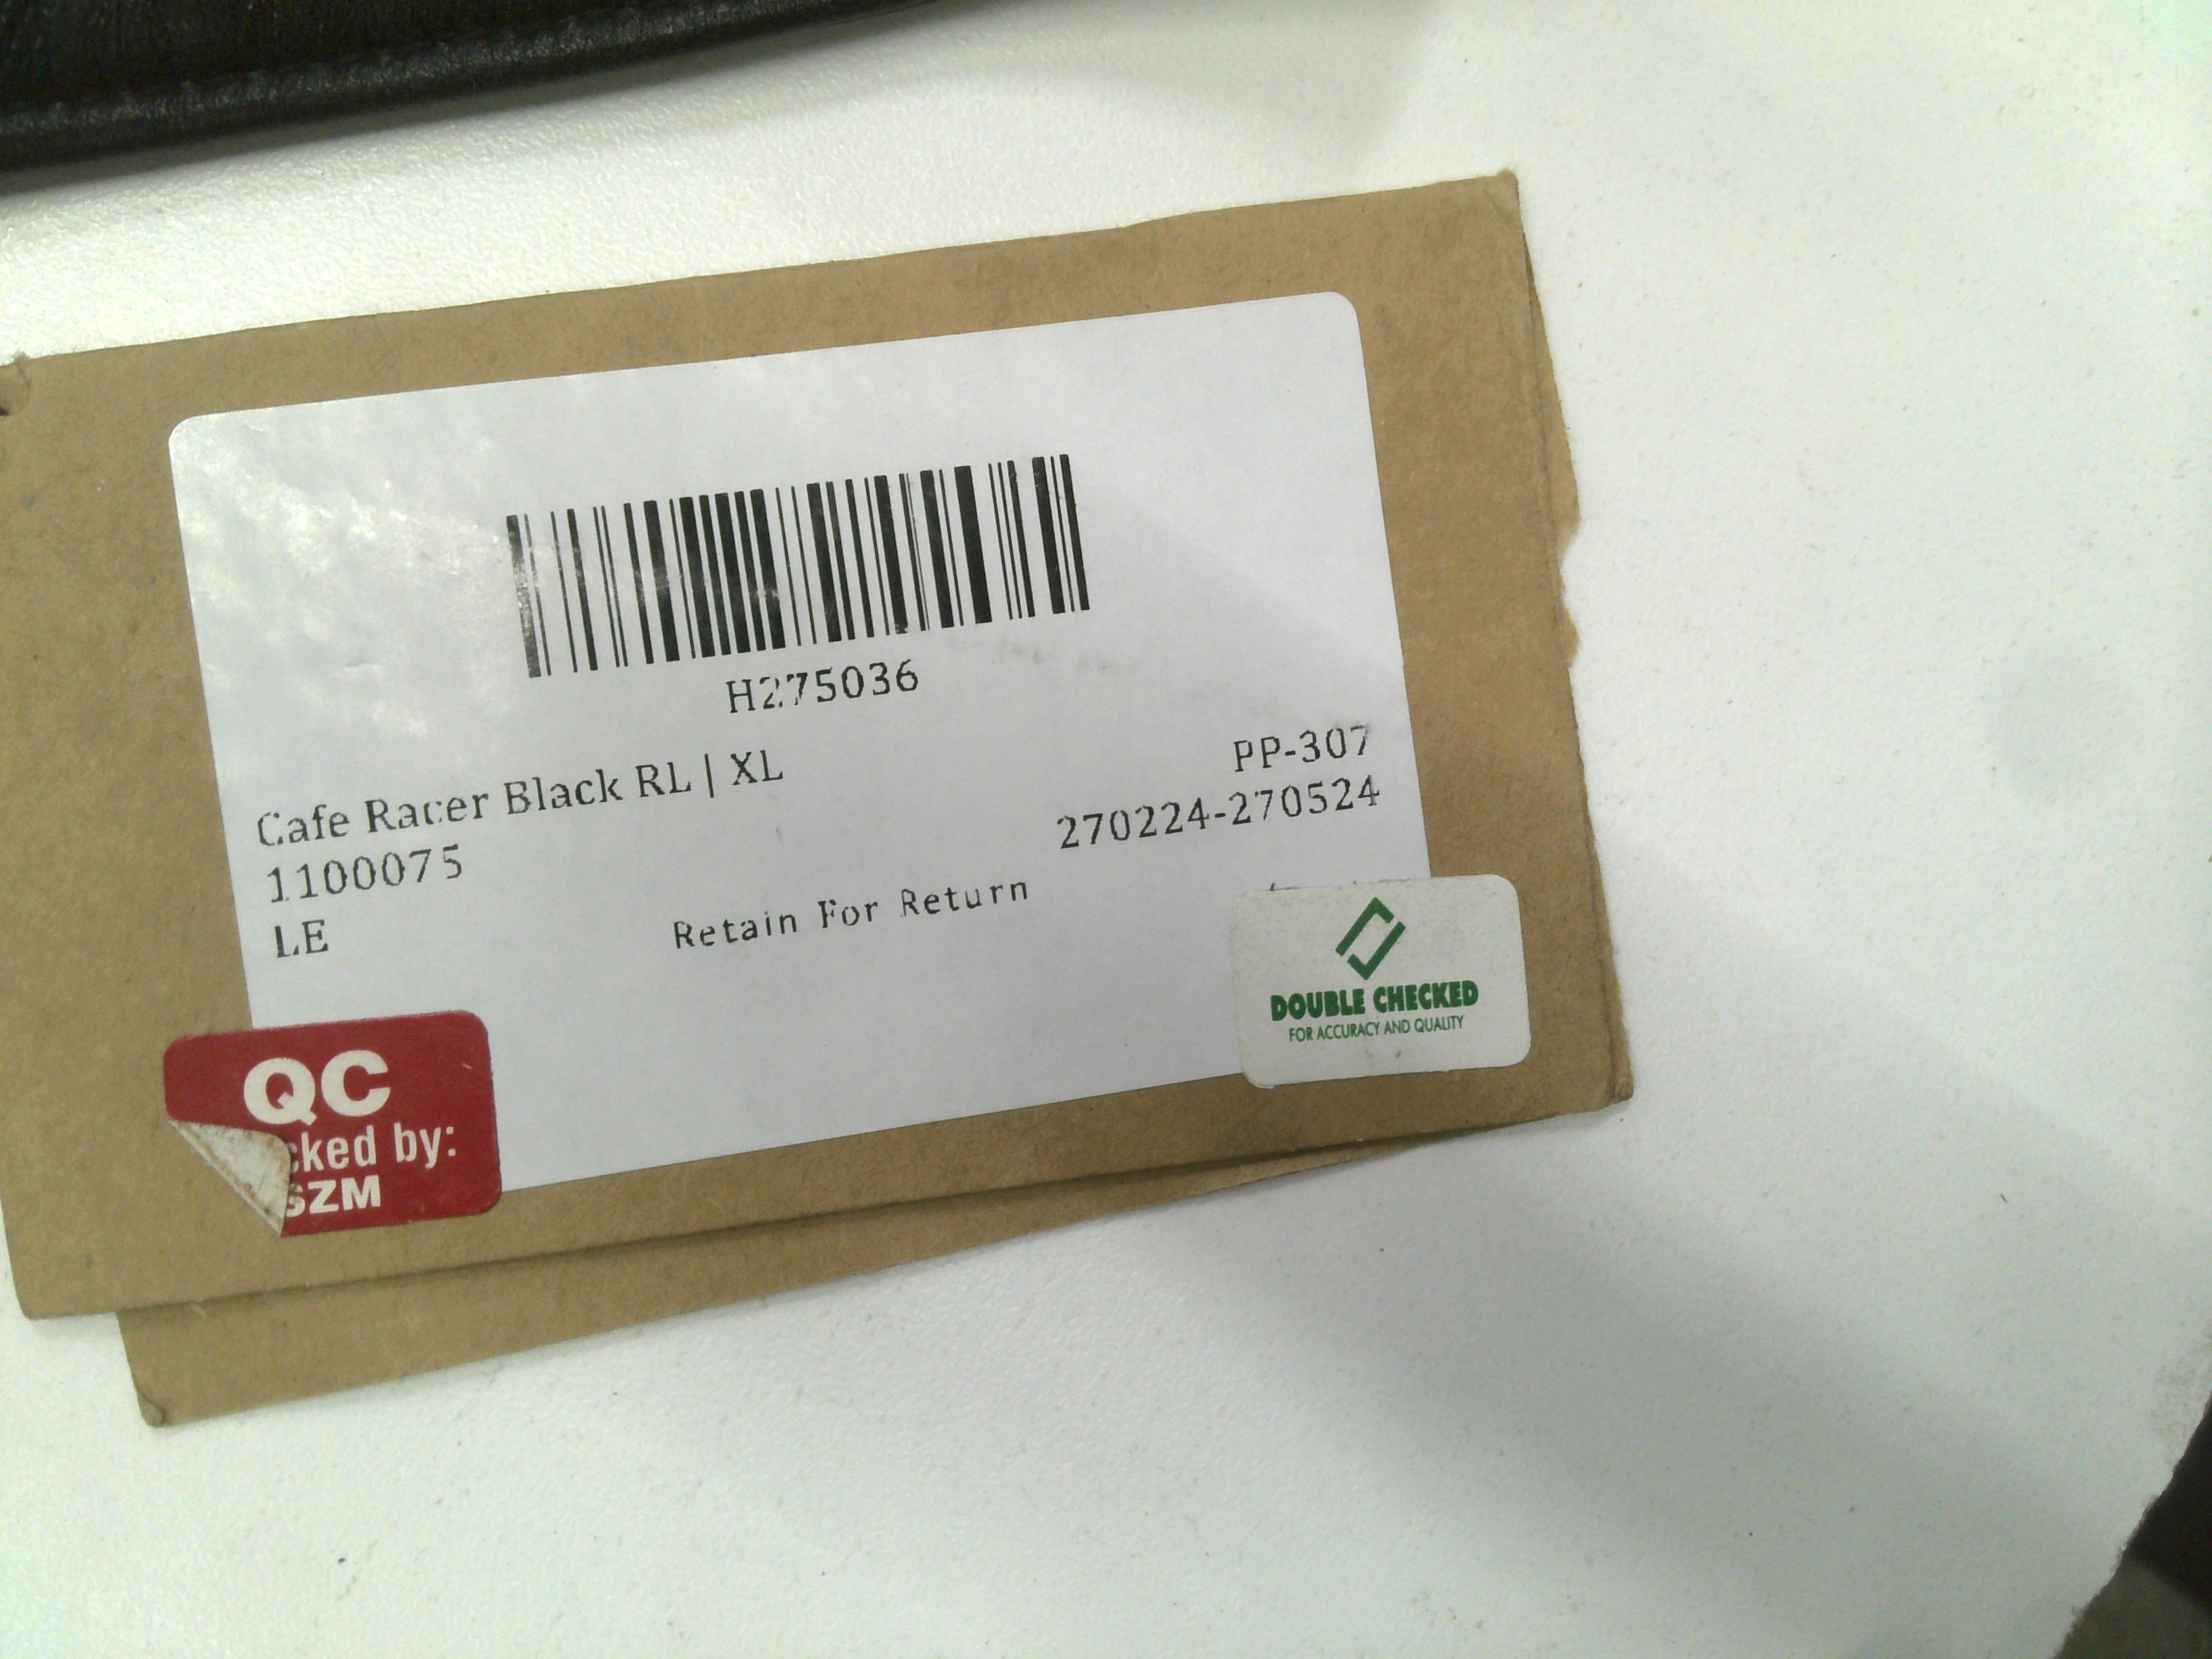 H275036
Cafe Racer Black RL | XL
PP-307
1100075
270224-270524
LE
Retain For Return
DOUBLE CHECKED
FOR ACCURACY AND QUALITY
QC
cked by:
SZM